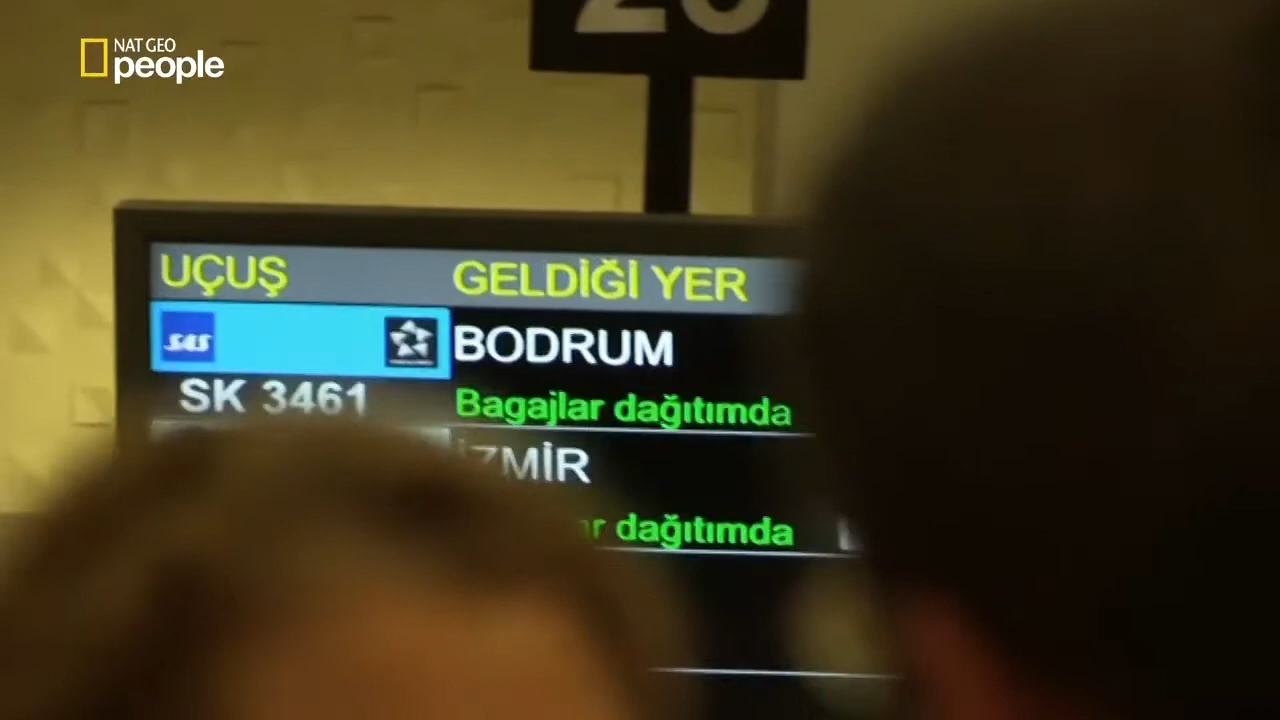 NAT GEO
people
UÇUŞ GELDİĞİ YER
SAS BODRUM
SK 3461 Bagajlar dağıtımda
İZMİR
dağıtımda